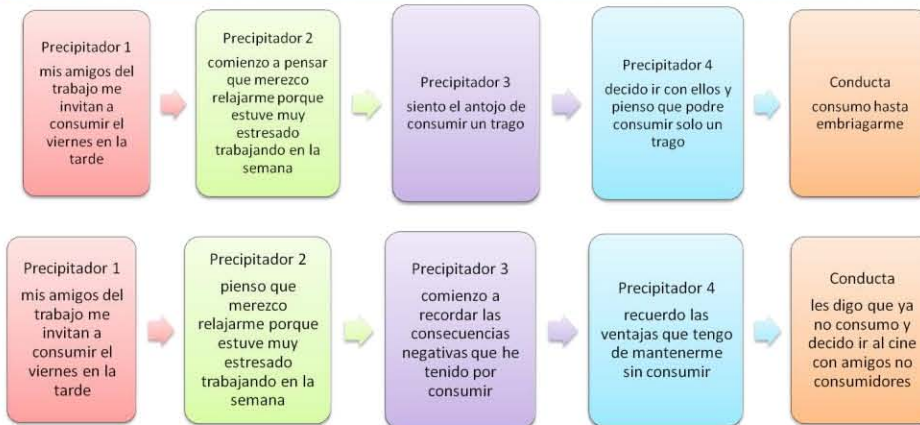 Precipitador 1
mis amigos del
trabajo me
invitan a
consumir el
viernes en la
tarde
Precipitador 2
comienzo a pensar
que merezco
relajarme porque
estuve muy
estresado
trabajando en la
semana
Precipitador 3
siento el antojo de
consumir un trago
Precipitador 4
decido ir con ellos y
pienso que podre
consumir solo un
trago
Conducta
consumo hasta
embriagarme
Precipitador 1
mis amigos del
trabajo me
invitan a
consumir el
viernes en la
tarde
Precipitador 2
pienso que
merezco
relajarme porque
estuve muy
estresado
trabajando en la
semana
Precipitador 3
comienzo a
recordar las
consecuencias
negativas que he
tenido por
consumir
Precipitador 4
recuerdo las
ventajas que tengo
de mantenerme
sin consumir
Conducta
les digo que ya
no consumo y
decido ir al cine
con amigos no
consumidores